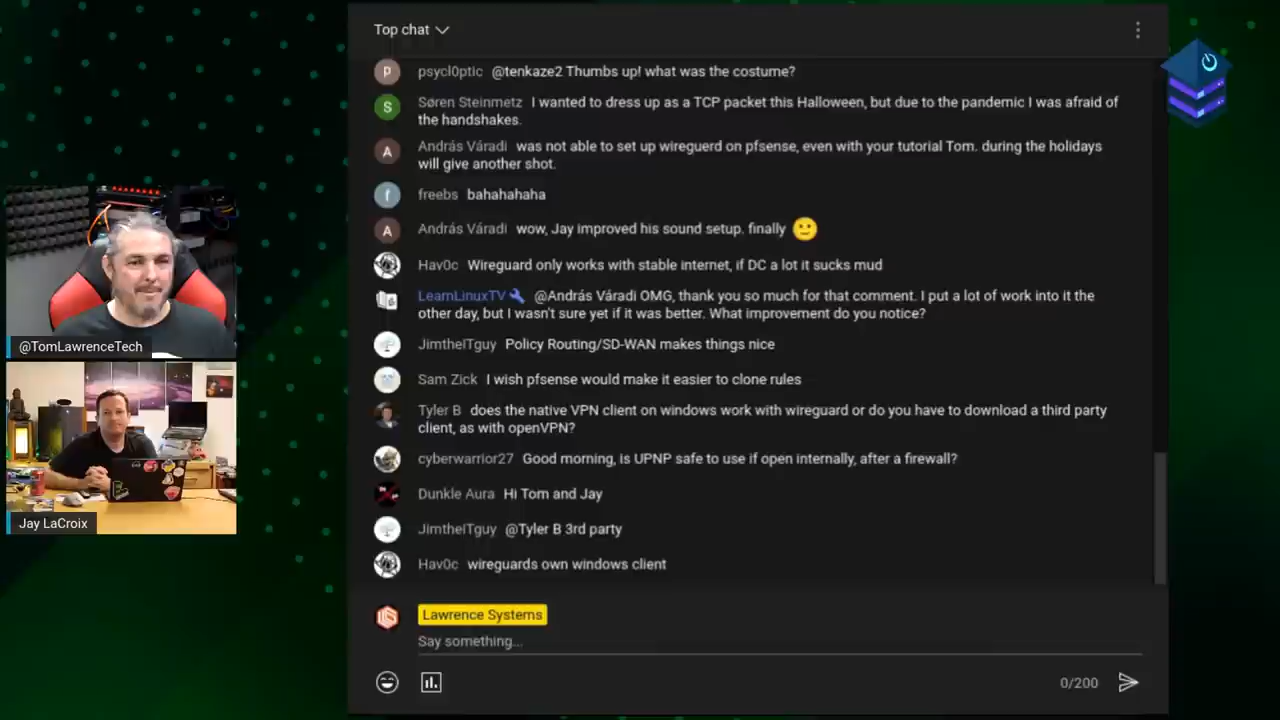 Top chat
P
psycl0ptic @tenkaze2 Thumbs up! what was the costume?
S
Søren Steinmetz I wanted to dress up as a TCP packet this Halloween, but due to the pandemic I was afraid of
the handshakes.
A
András Váradi was not able to set up wireguerd on pfsense, even with your tutorial Tom. during the holidays
will give another shot.
f
freebs bahahahaha
A
András Váradi wow, Jay improved his sound setup. finally
Hav0c Wireguard only works with stable internet, if DC a lot it sucks mud
LearnLinuxTV @András Váradi OMG, thank you so much for that comment. I put a lot of work into it the
other day, but I wasn't sure yet if it was better. What improvement do you notice?
JimtheITguy Policy Routing/SD-WAN makes things nice
Sam Zick I wish pfsense would make it easier to clone rules
Tyler B does the native VPN client on windows work with wireguard or do you have to download a third party
client, as with openVPN?
cyberwarrior27 Good morning, is UPNP safe to use if open internally, after a firewall?
Dunkle Aura Hi Tom and Jay
JimtheITguy @Tyler B 3rd party
Hav0c wireguards own windows client
Lawrence Systems
Say something...
0/200
@TomLawrenceTech
Jay LaCroix